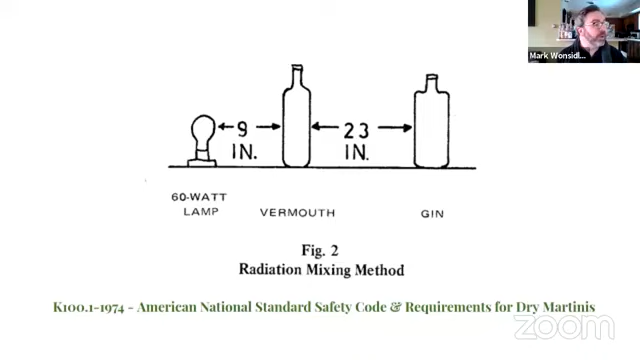 Mark Wonsidl...
9
IN.
23
IN.
60-WATT
LAMP
VERMOUTH
GIN
Fig. 2
Radiation Mixing Method
K100.1-1974 - American National Standard Safety Code & Requirements for Dry Martinis
zoom